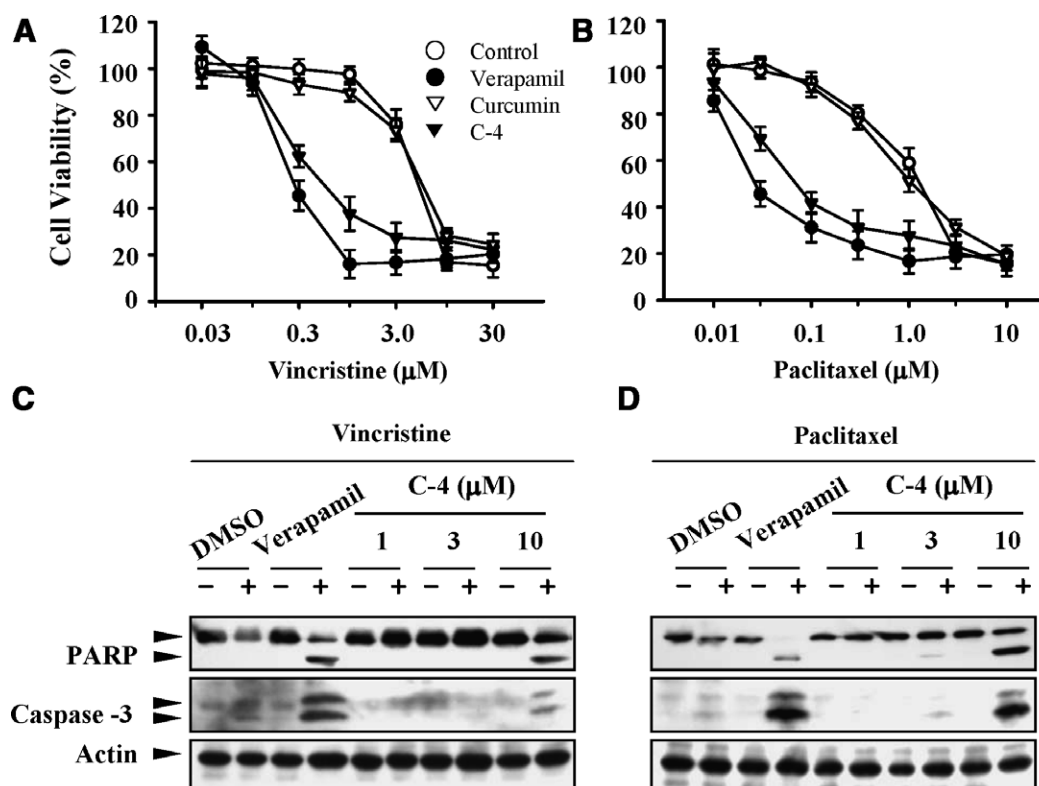 A
120
100
80
60
40
20
0
Cell Viability (%)
Control
Verapamil
Curcumin
C-4
0.03
0.3
3.0
30
Vincristine (μM)
B
120
100
80
60
40
20
0
0.01
0.1
1.0
10
Paclitaxel (μM)
C
Vincristine
DMSO
Verapamil
C-4 (μM)
1 3 10
− + − + − + − + − +
PARP
Caspase -3
Actin
D
Paclitaxel
DMSO
Verapamil
C-4 (μM)
1 3 10
− + − + − + − + − +